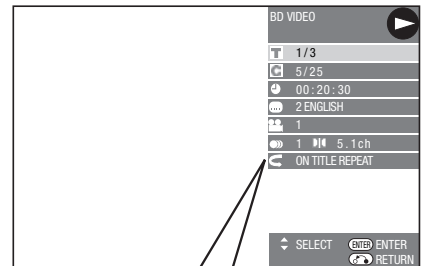 BD VIDEO
T 1/3
C 5/25
00:20:30
2 ENGLISH
1
1 5.1ch
ON TITLE REPEAT
SELECT ENTER ENTER
RETURN